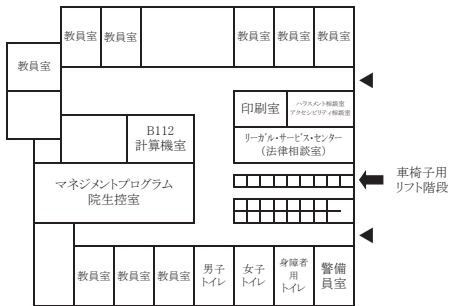 教員室 教員室 教員室 教員室 教員室
教員室
印刷室 ハラスメント相談室
アクセシビリティ相談室
B112
計算機室
リーガル・サービス・センター
(法律相談室)
車椅子用
リフト階段
マネジメントプログラム
院生控室
教員室 教員室 教員室
男子
トイレ
女子
トイレ
身障者
用
トイレ
警備
員室